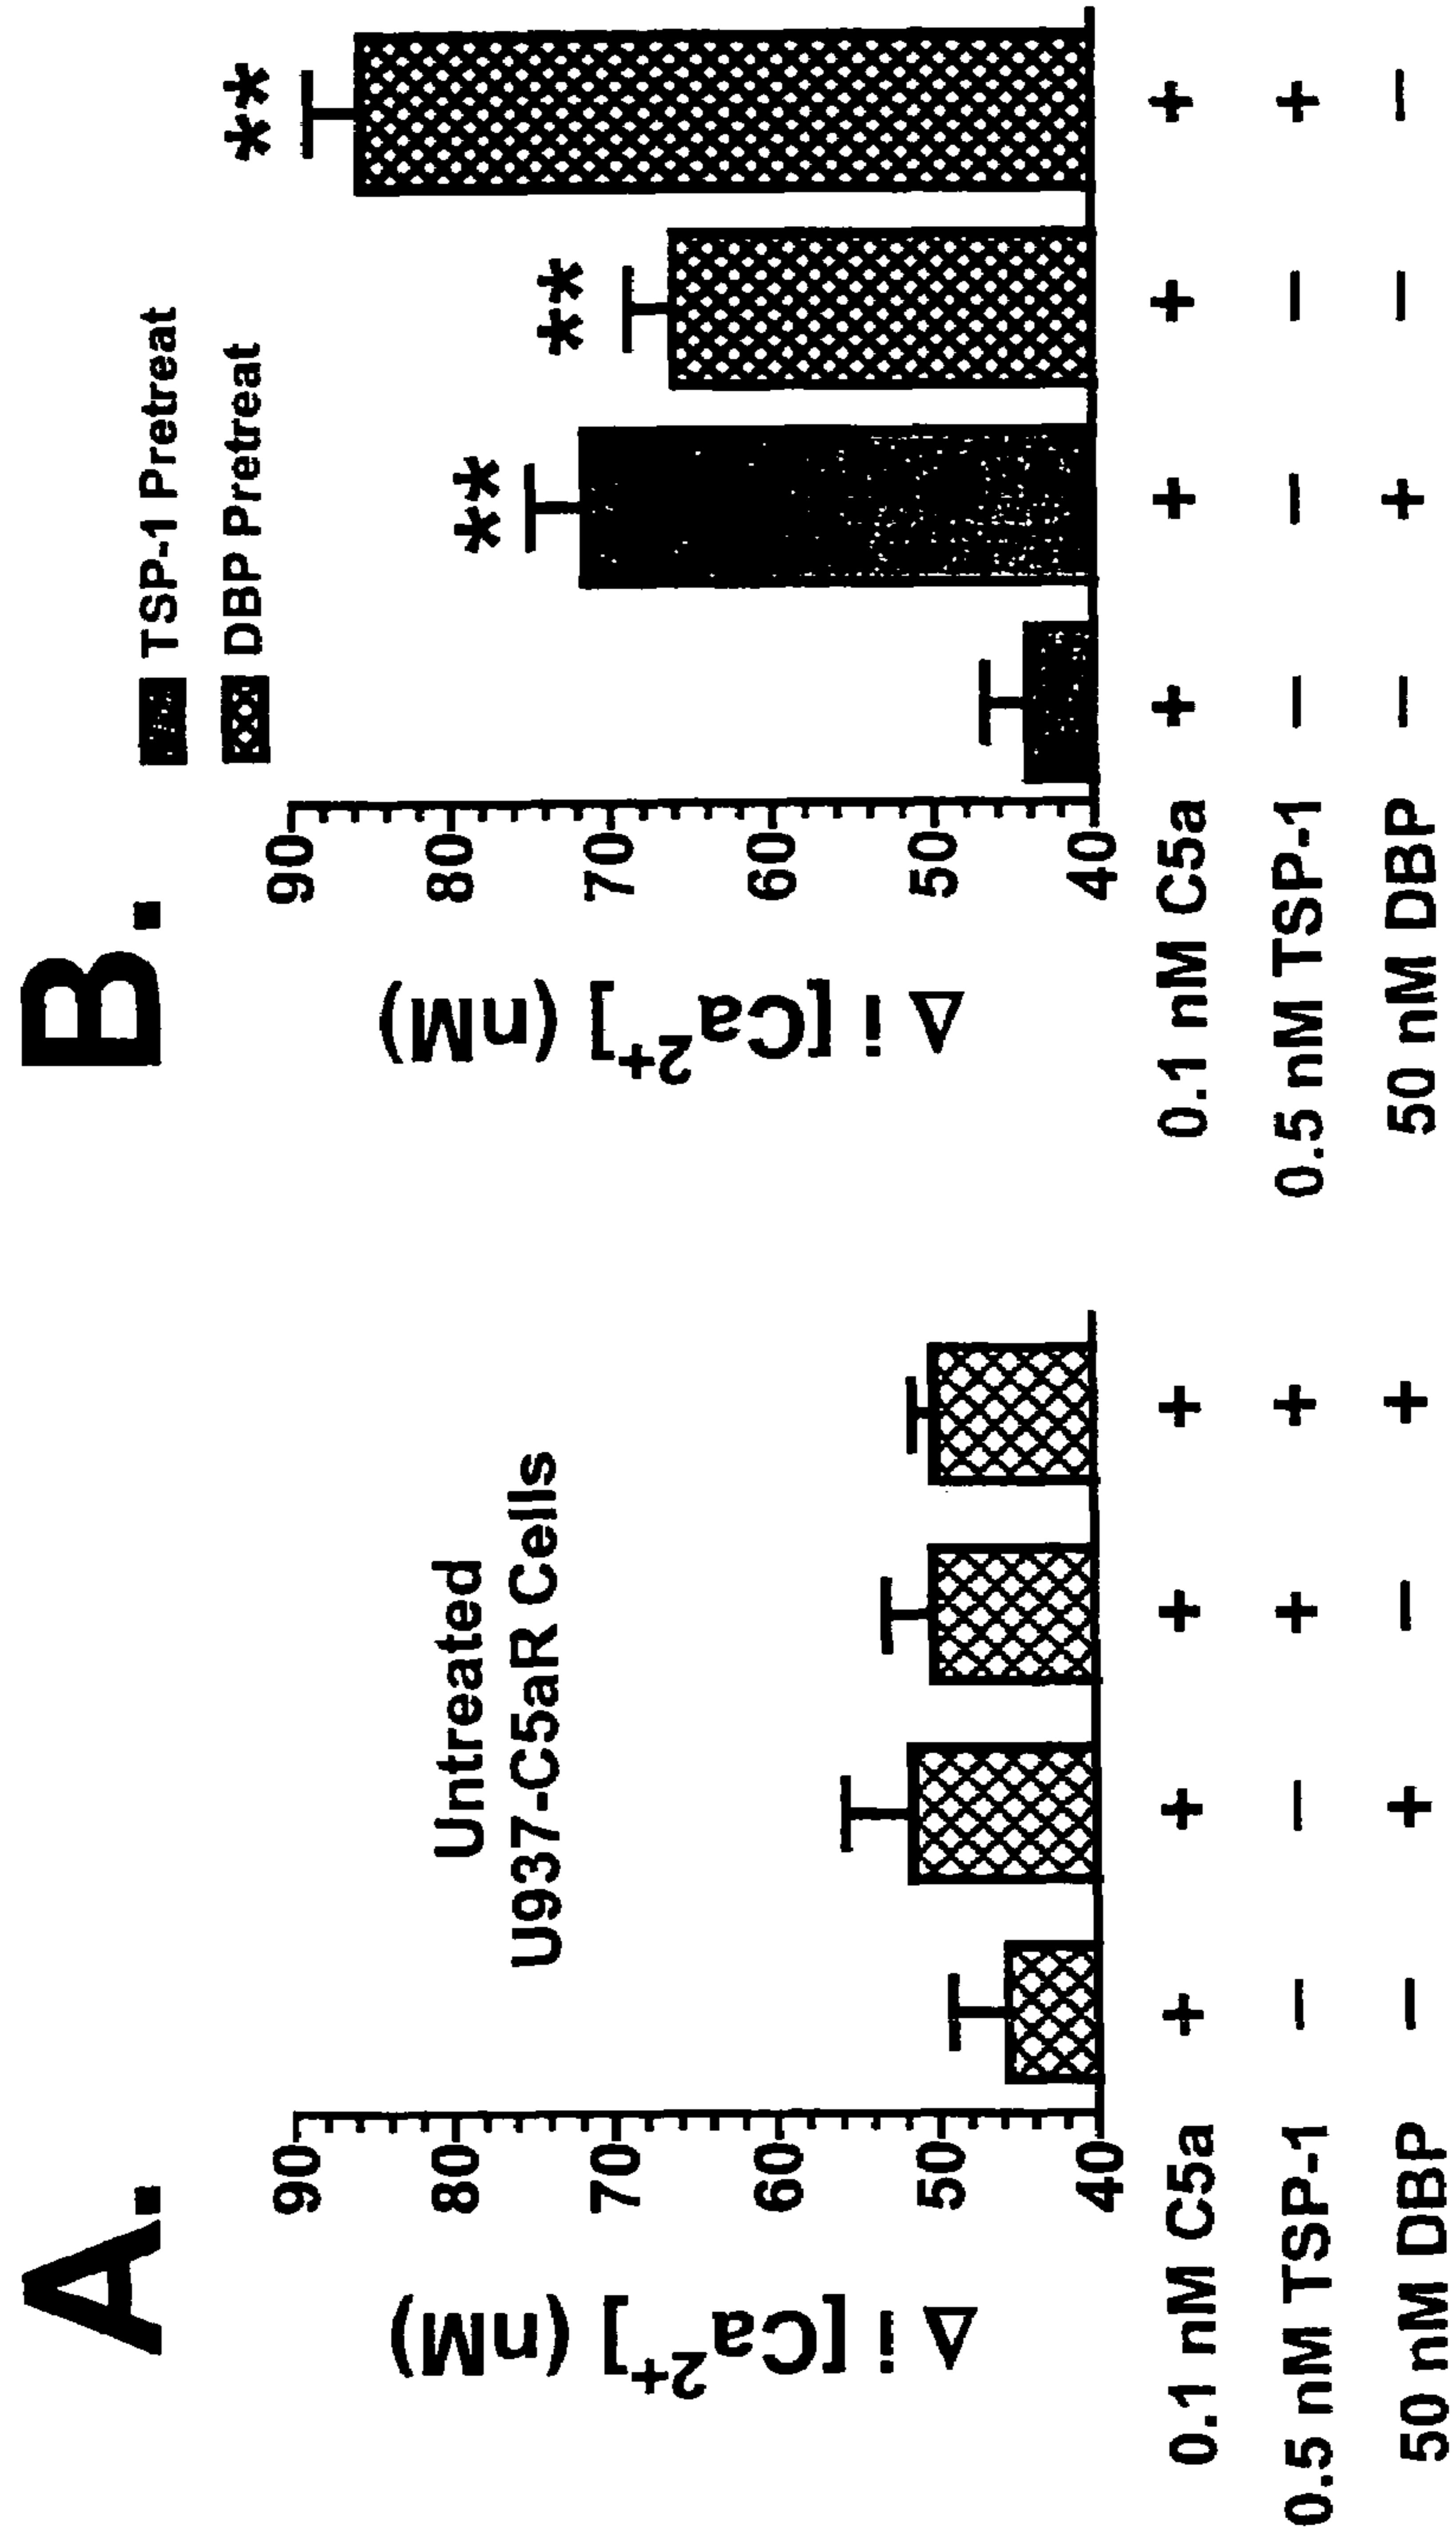 A.
Δ i [Ca2+] (nM)
90
80
70
60
50
40
Untreated
U937-C5aR Cells
0.1 nM C5a + + + +
0.5 nM TSP-1 − − + +
50 nM DBP − + − +
B.
Δ i [Ca2+] (nM)
90
80
70
60
50
40
TSP-1 Pretreat
DBP Pretreat
** ** **
0.1 nM C5a + + + +
0.5 nM TSP-1 − − − +
50 nM DBP − + − −